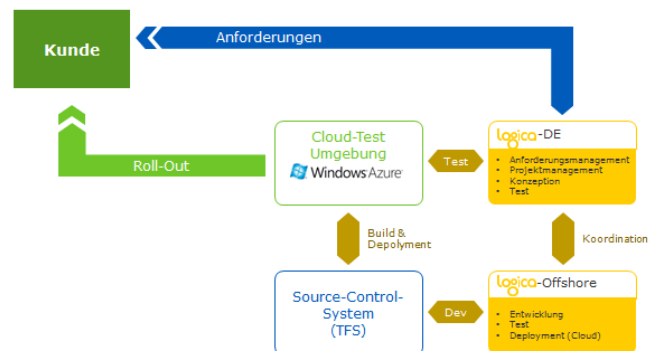 Kunde
Anforderungen
Cloud-Test
Umgebung
Windows Azure
Test
logica-DE
• Anforderungsmanagement
• Projektmanagement
• Konzeption
• Test
Roll-Out
Build &
Depolyment
Koordination
Source-Control-
System
(TFS)
Dev
logica-Offshore
• Entwicklung
• Test
• Deployment (Cloud)